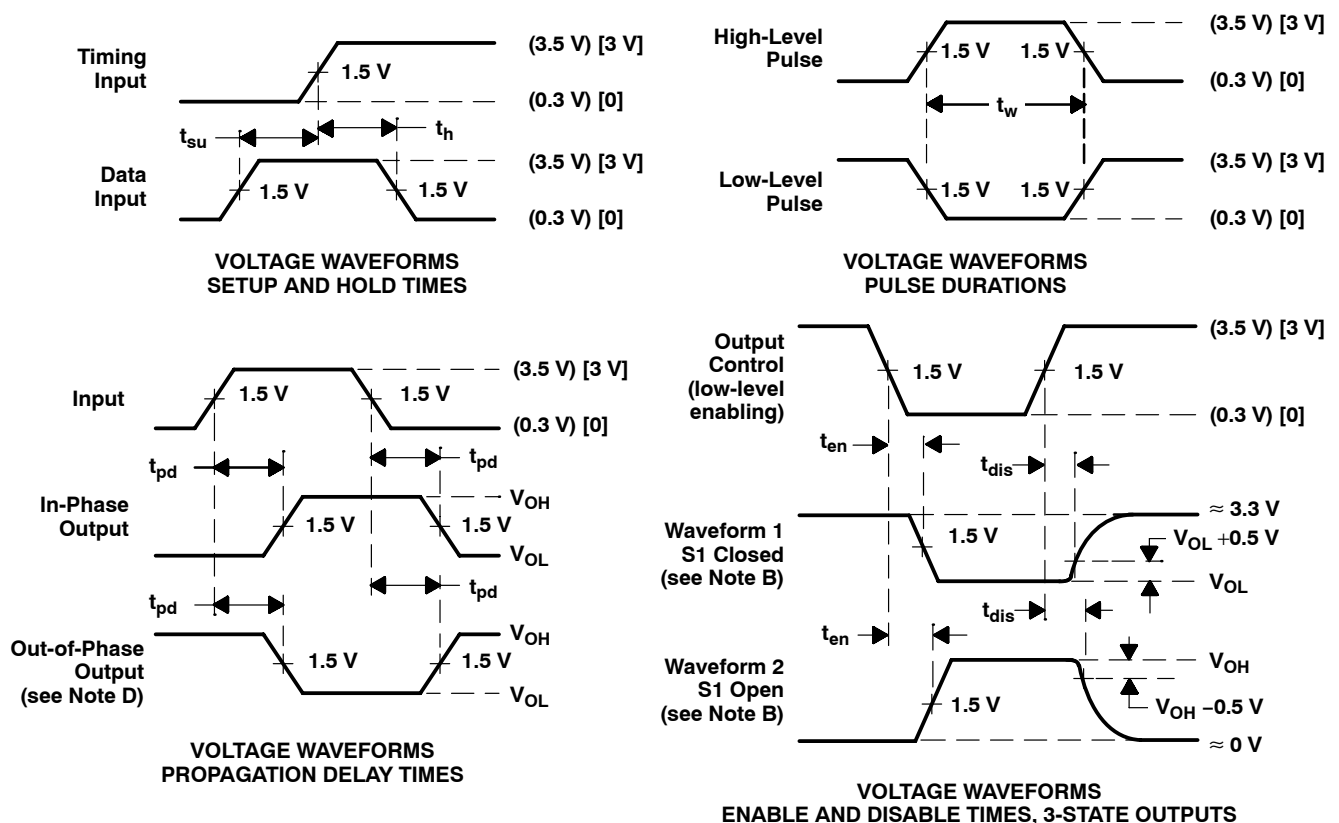 Timing
Input
1.5 V
(3.5 V) [3 V]
(0.3 V) [0]
tsu
th
Data
Input
1.5 V
1.5 V
(3.5 V) [3 V]
(0.3 V) [0]
VOLTAGE WAVEFORMS
SETUP AND HOLD TIMES
High-Level
Pulse
1.5 V
1.5 V
(3.5 V) [3 V]
(0.3 V) [0]
tw
Low-Level
Pulse
1.5 V
1.5 V
(3.5 V) [3 V]
(0.3 V) [0]
VOLTAGE WAVEFORMS
PULSE DURATIONS
Input
1.5 V
1.5 V
(3.5 V) [3 V]
(0.3 V) [0]
tpd
tpd
In-Phase
Output
1.5 V
1.5 V
VOH
VOL
tpd
tpd
Out-of-Phase
Output
(see Note D)
1.5 V
1.5 V
VOH
VOL
VOLTAGE WAVEFORMS
PROPAGATION DELAY TIMES
Output
Control
(low-level
enabling)
1.5 V
1.5 V
(3.5 V) [3 V]
(0.3 V) [0]
ten
tdis
Waveform 1
S1 Closed
(see Note B)
1.5 V
≈ 3.3 V
VOL +0.5 V
VOL
ten
tdis
Waveform 2
S1 Open
(see Note B)
1.5 V
VOH
VOH −0.5 V
≈ 0 V
VOLTAGE WAVEFORMS
ENABLE AND DISABLE TIMES, 3-STATE OUTPUTS